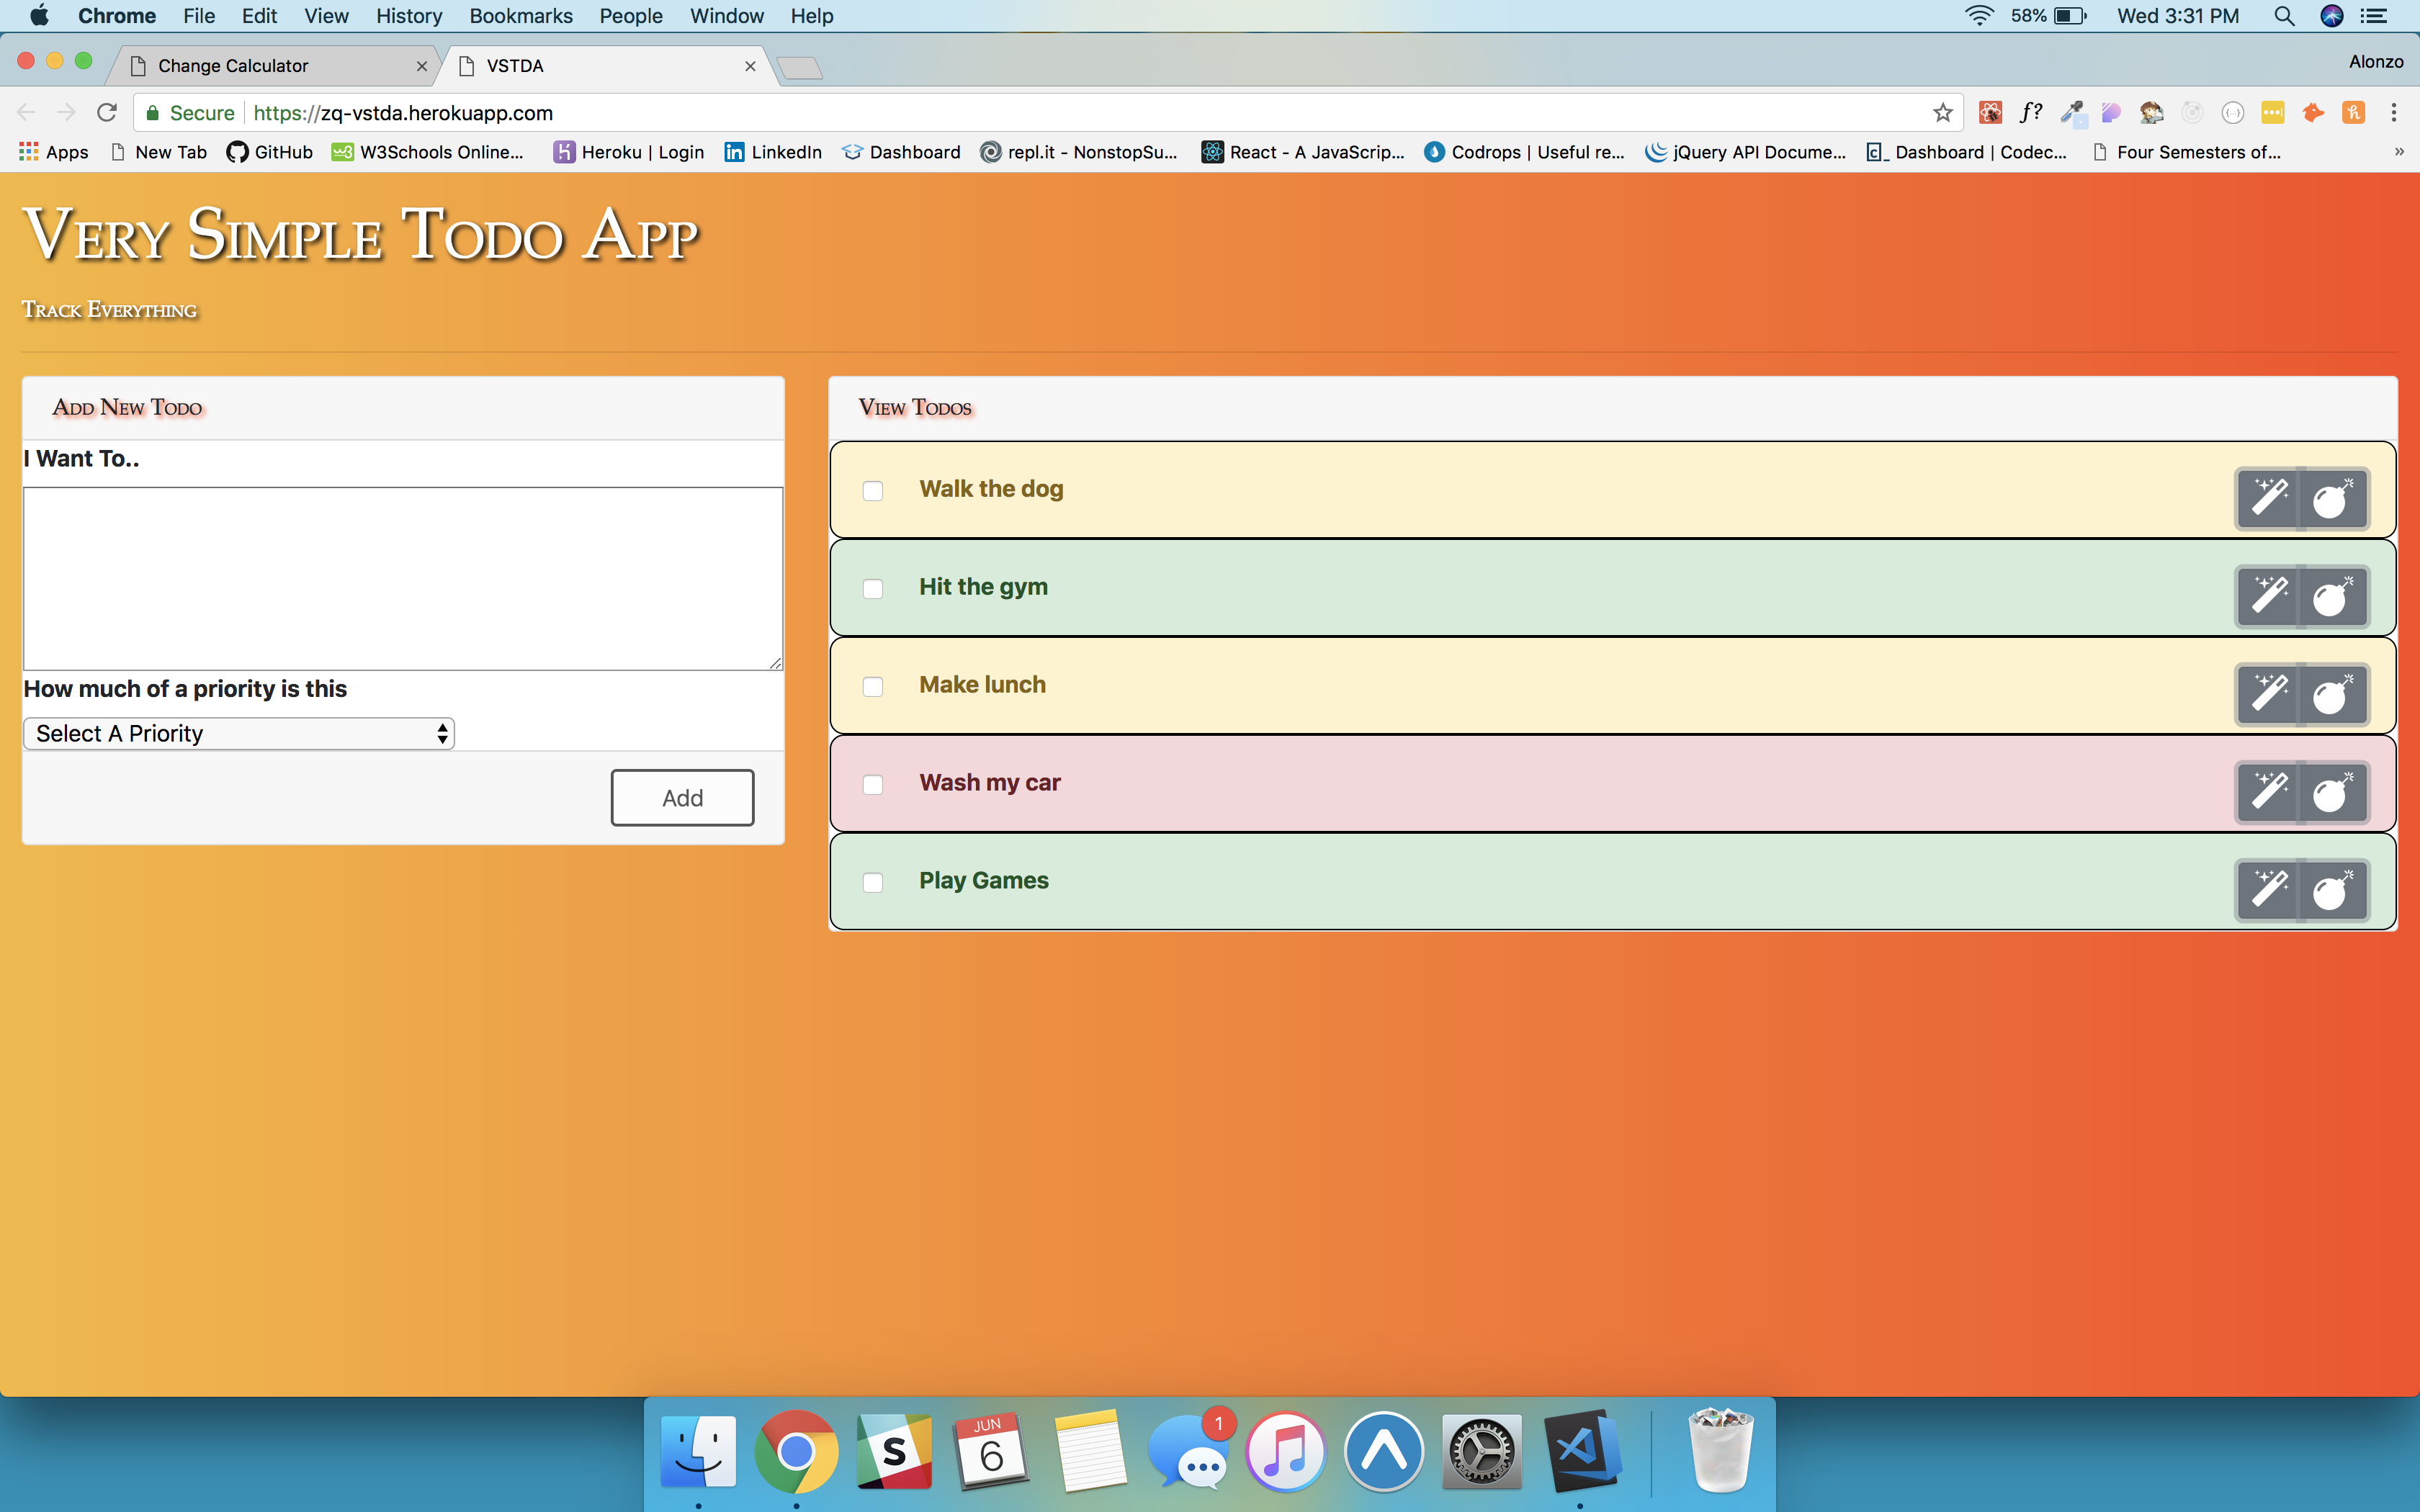 Chrome File Edit View History Bookmarks People Window Help 58% Wed 3:31 PM
Change Calculator VSTDA Alonzo
Secure https://zq-vstda.herokuapp.com f?
Apps New Tab GitHub W3Schools Online... Heroku | Login LinkedIn Dashboard repl.it - NonstopSu... React - A JavaScrip... Codrops | Useful re... jQuery API Docume... Dashboard | Codec... Four Semesters of... »
Very Simple Todo App
Track Everything
Add New Todo
I Want To..
How much of a priority is this
Select A Priority
Add
View Todos
Walk the dog
Hit the gym
Make lunch
Wash my car
Play Games
S
JUN
6
1